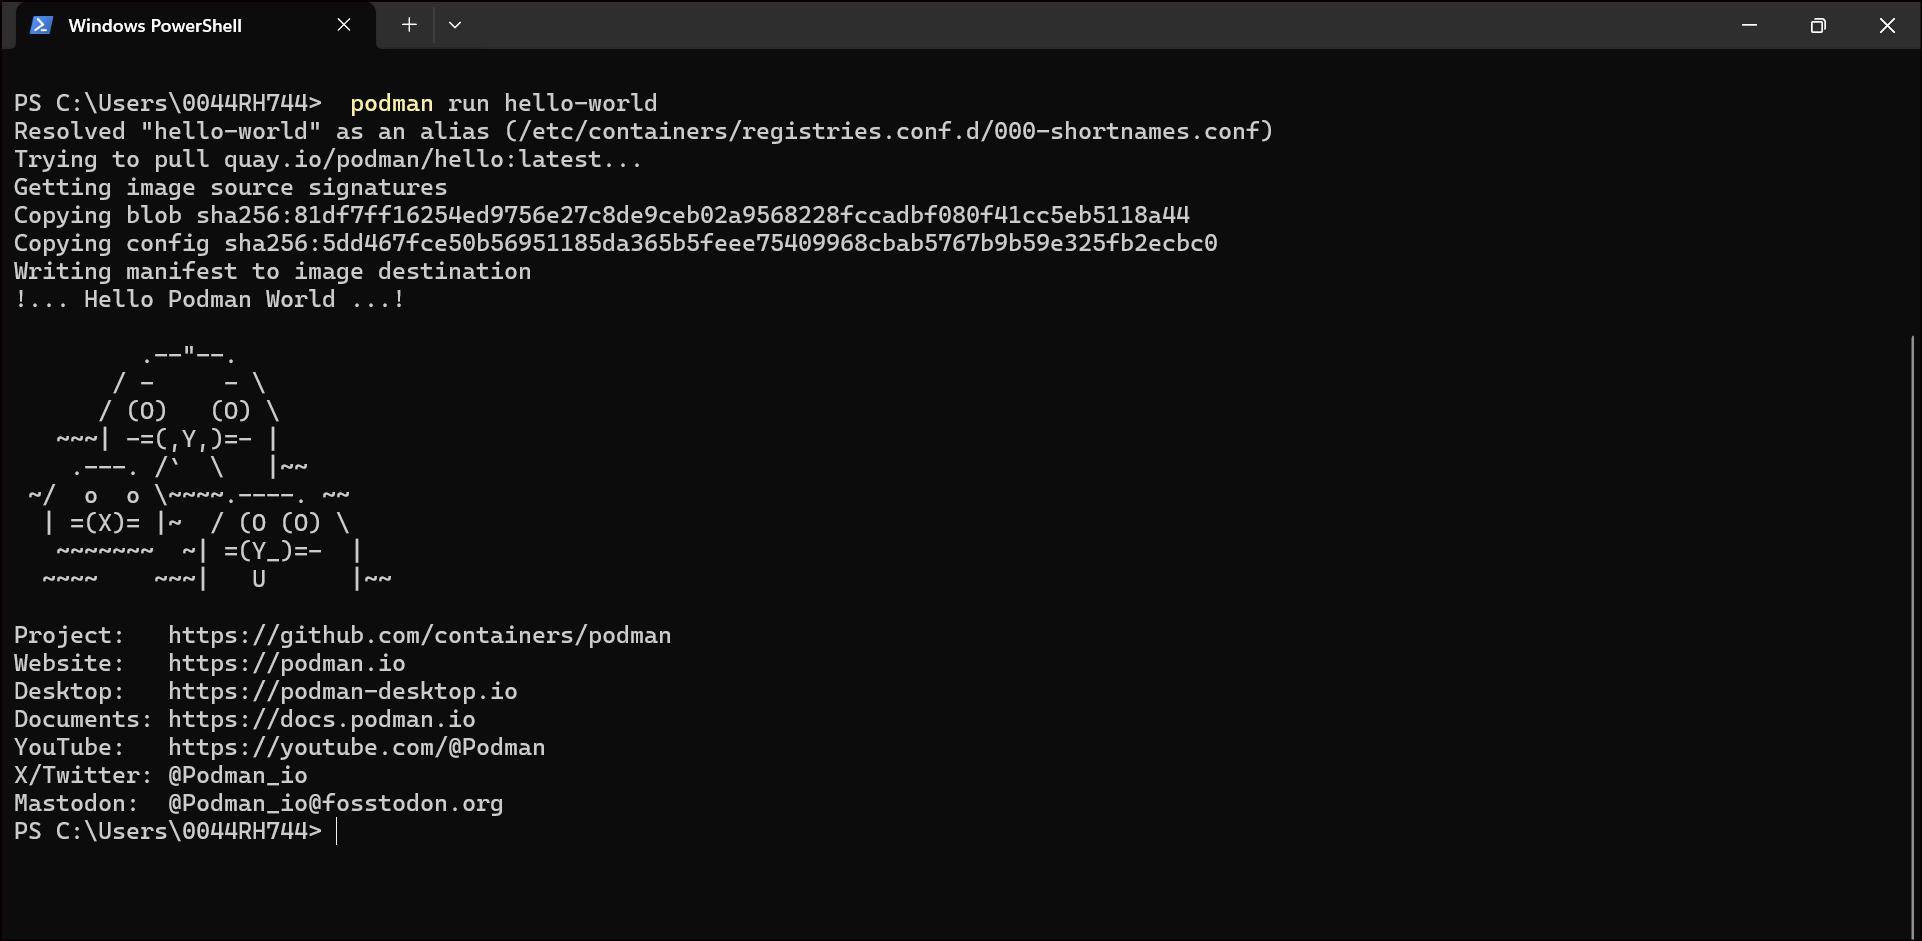 Windows PowerShell
PS C:\Users\0044RH744>  podman run hello-world
Resolved "hello-world" as an alias (/etc/containers/registries.conf.d/000-shortnames.conf)
Trying to pull quay.io/podman/hello:latest...
Getting image source signatures
Copying blob sha256:81df7ff16254ed9756e27c8de9ceb02a9568228fccadbf080f41cc5eb5118a44
Copying config sha256:5dd467fce50b56951185da365b5feee75409968cbab5767b9b59e325fb2ecbc0
Writing manifest to image destination
!... Hello Podman World ...!

         .--"--.
       / -     - \
      / (O)   (O) \
   ~~~| -=(,Y,)=- |
    .---. /`  \   |~~
 ~/  o  o \~~~~.----. ~~
  | =(X)= |~  / (O (O) \
   ~~~~~~~  ~| =(Y_)=-  |
  ~~~~    ~~~|   U      |~~

Project:   https://github.com/containers/podman
Website:   https://podman.io
Desktop:   https://podman-desktop.io
Documents: https://docs.podman.io
YouTube:   https://youtube.com/@Podman
X/Twitter: @Podman_io
Mastodon:  @Podman_io@fosstodon.org
PS C:\Users\0044RH744>